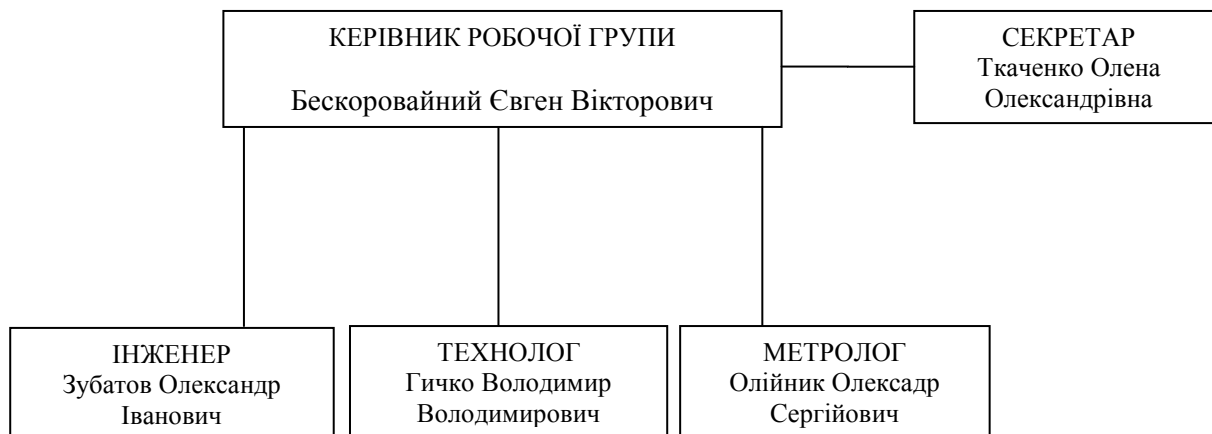 КЕРІВНИК РОБОЧОЇ ГРУПИ
Бескоровайний Євген Вікторович
СЕКРЕТАР
Ткаченко Олена
Олександрівна
ІНЖЕНЕР
Зубатов Олександр
Іванович
ТЕХНОЛОГ
Гичко Володимир
Володимирович
МЕТРОЛОГ
Олійник Олексадр
Сергійович